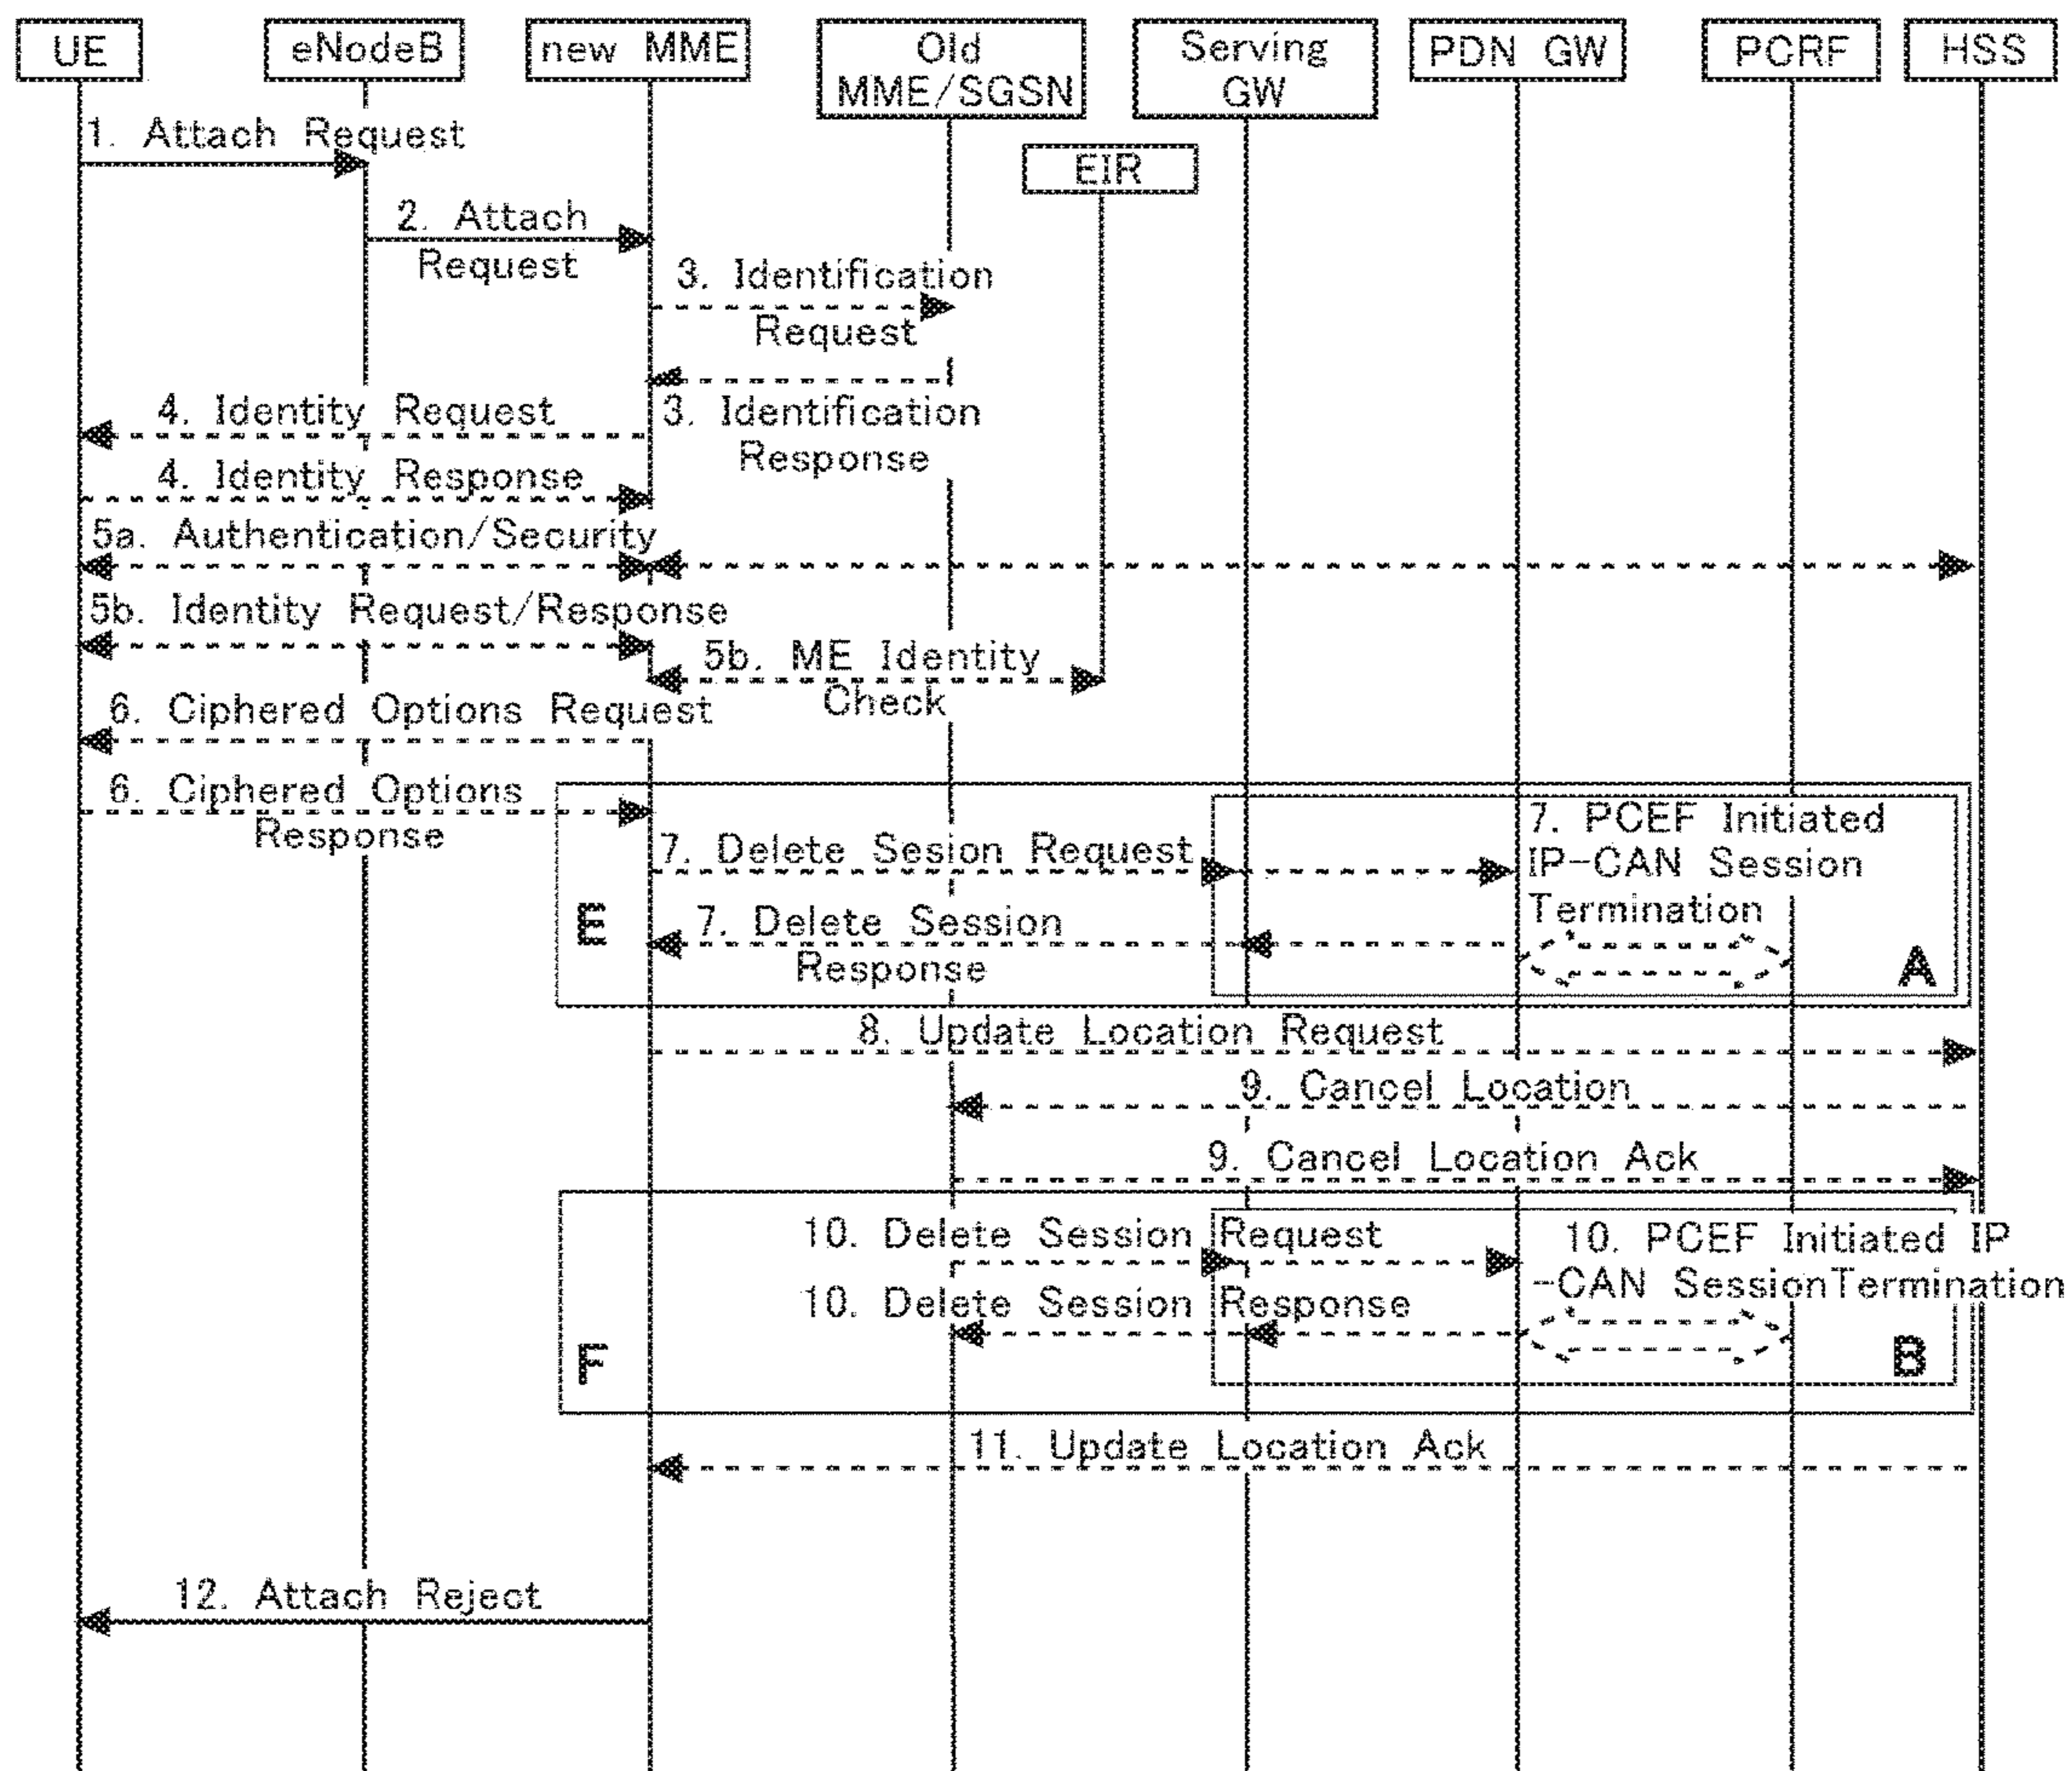 UE
eNodeB
new MME
Old
MME/SGSN
Serving
GW
PDN GW
PCRF
HSS
EIR
1. Attach Request
2. Attach
Request
3. Identification
Request
3. Identification
Response
4. Identity Request
4. Identity Response
5a. Authentication/Security
5b. Identity Request/Response
5b. ME Identity
Check
6. Ciphered Options Request
6. Ciphered Options
Response
7. Delete Sesion Request
7. PCEF Initiated
IP-CAN Session
Termination
E
7. Delete Session
Response
A
8. Update Location Request
9. Cancel Location
9. Cancel Location Ack
10. Delete Session Request
10. PCEF Initiated IP
-CAN SessionTermination
10. Delete Session Response
F
B
11. Update Location Ack
12. Attach Reject